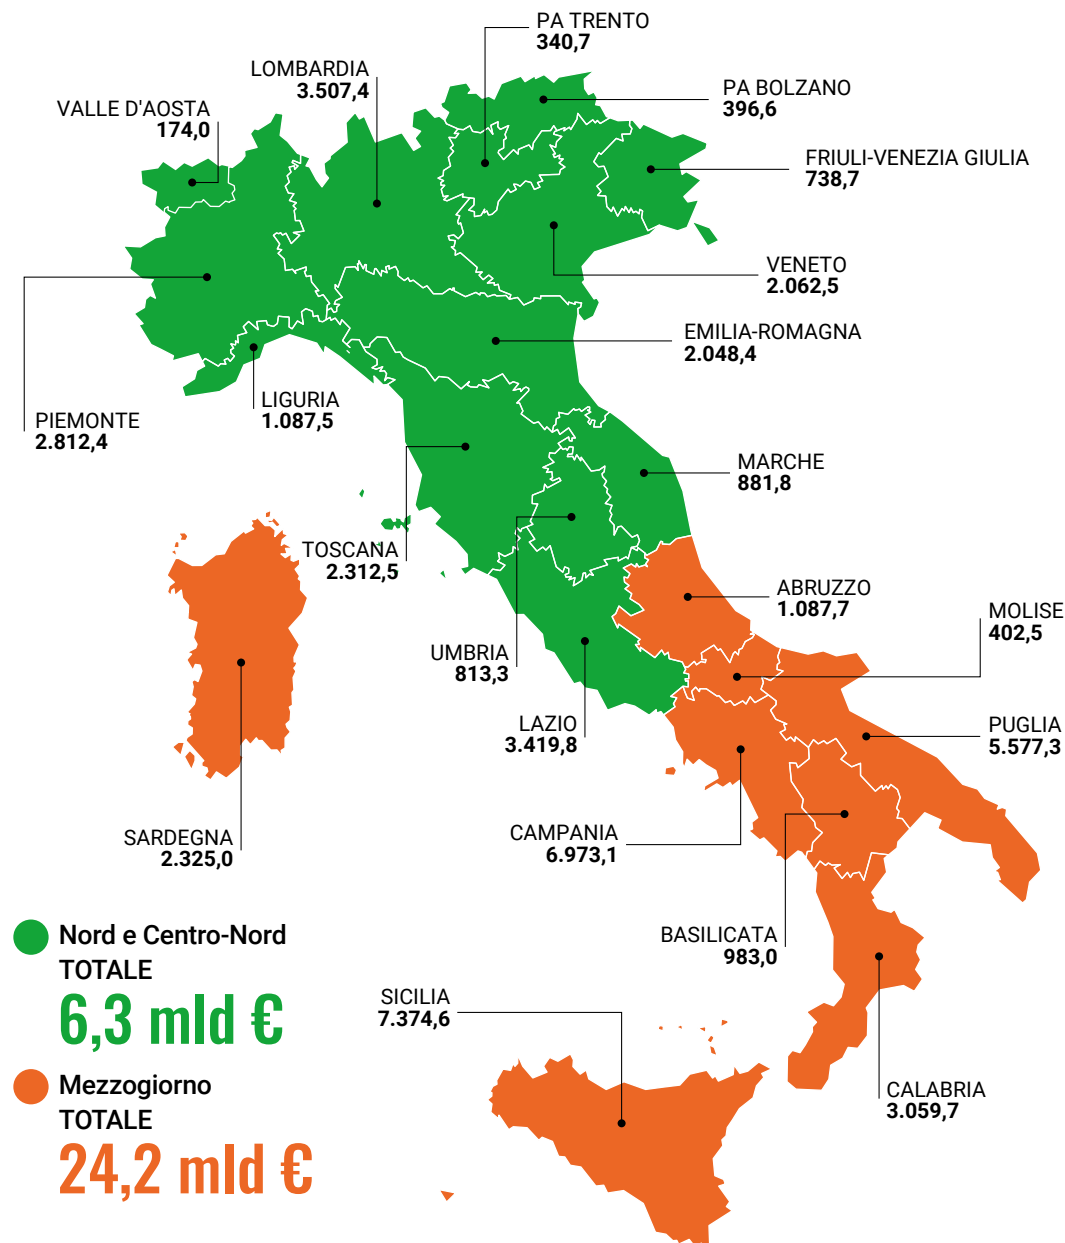 PA TRENTO
340,7
LOMBARDIA
3.507,4
PA BOLZANO
396,6
VALLE D'AOSTA
174,0
FRIULI-VENEZIA GIULIA
738,7
VENETO
2.062,5
EMILIA-ROMAGNA
2.048,4
LIGURIA
1.087,5
PIEMONTE
2.812,4
MARCHE
881,8
TOSCANA
2.312,5
ABRUZZO
1.087,7
MOLISE
402,5
UMBRIA
813,3
LAZIO
3.419,8
PUGLIA
5.577,3
SARDEGNA
2.325,0
CAMPANIA
6.973,1
BASILICATA
983,0
Nord e Centro-Nord
TOTALE
6,3 mld €
SICILIA
7.374,6
Mezzogiorno
TOTALE
24,2 mld €
CALABRIA
3.059,7